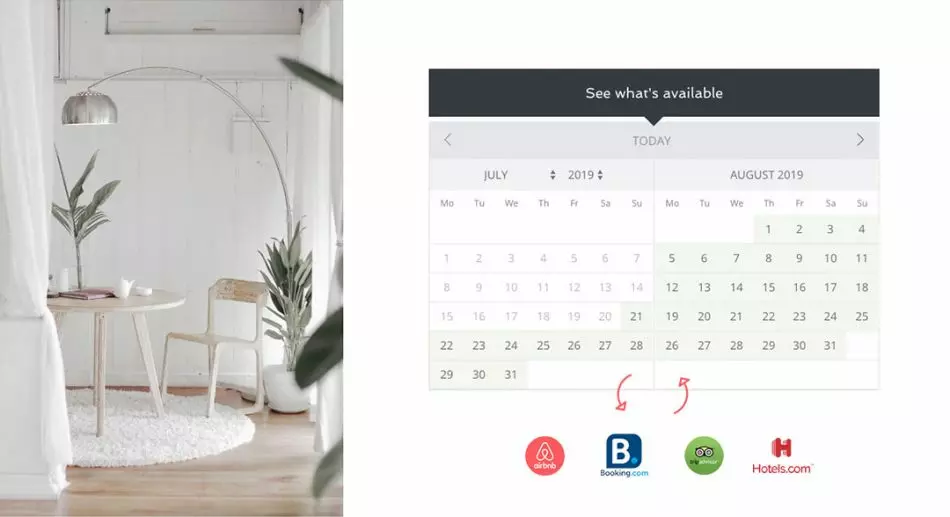 See what's available
TODAY
JULY 2019 AUGUST 2019
Mo Tu We Th Fr Sa Su Mo Tu We Th Fr Sa Su
1 2 3 4
1 2 3 4 5 6 7 5 6 7 8 9 10 11
8 9 10 11 12 13 14 12 13 14 15 16 17 18
15 16 17 18 19 20 21 19 20 21 22 23 24 25
22 23 24 25 26 27 28 26 27 28 29 30 31
29 30 31
airbnb B. tripadvisor H
Booking.com Hotels.com